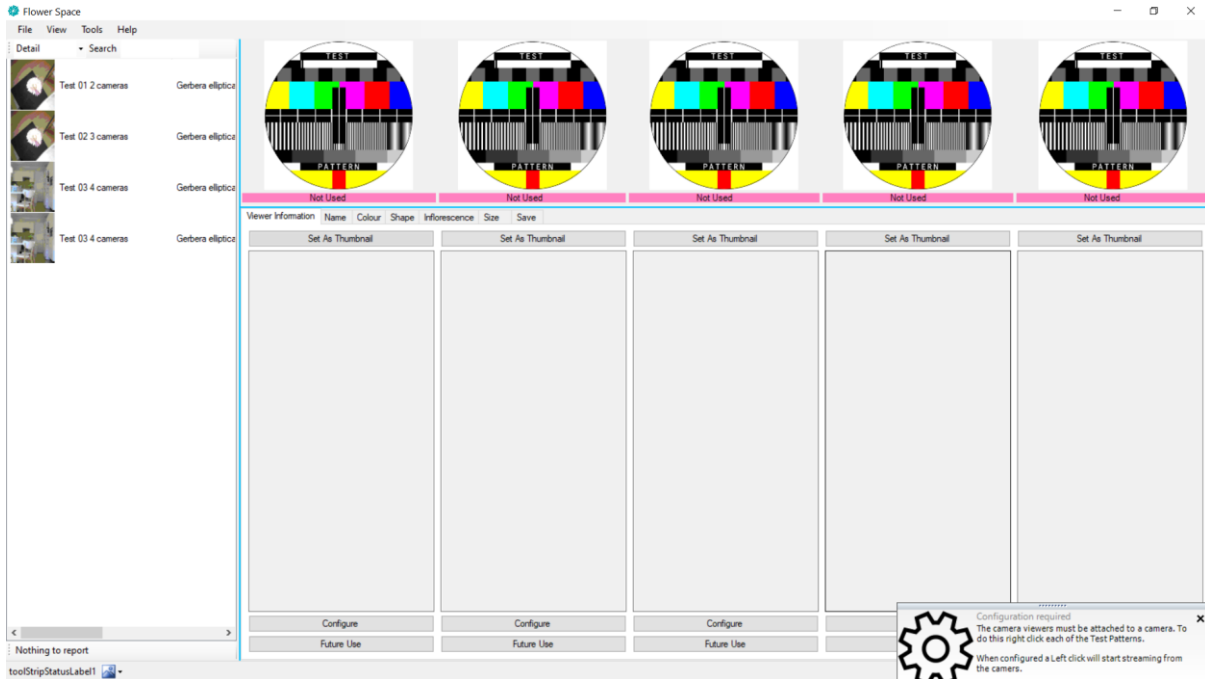 Flower Space
File View Tools Help
Detail Search
Test 01 2 cameras Gerbera elliptica
Test 02 3 cameras Gerbera elliptica
Test 03 4 cameras Gerbera elliptica
Test 03 4 cameras Gerbera elliptica
Nothing to report
toolStripStatusLabel1
TEST TEST TEST TEST TEST
PATTERN PATTERN PATTERN PATTERN PATTERN
Not Used Not Used Not Used Not Used Not Used
Viewer Information Name Colour Shape Inflorescence Size Save
Set As Thumbnail Set As Thumbnail Set As Thumbnail Set As Thumbnail Set As Thumbnail
Configure Configure Configure
Future Use Future Use Future Use
Configuration required
The camera viewers must be attached to a camera. To
do this right click each of the Test Patterns.
When configured a Left click will start streaming from
the camera.